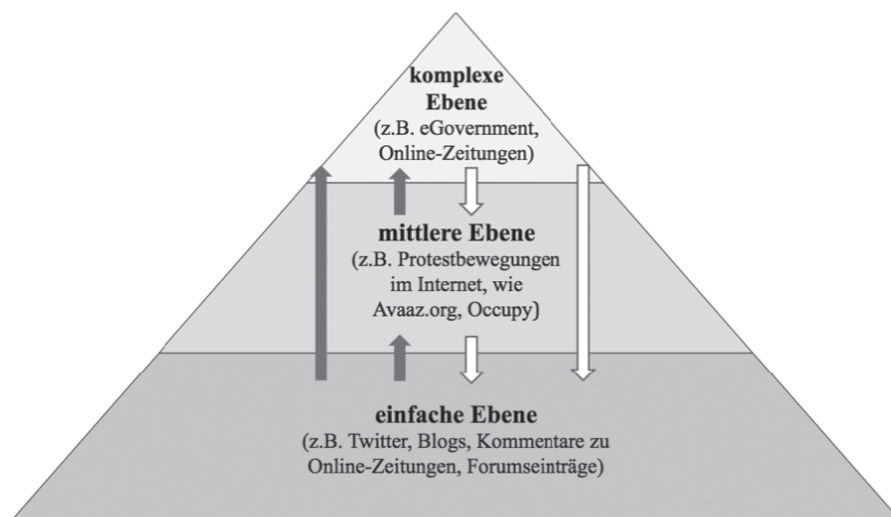 komplexe
Ebene
(z.B. eGovernment,
Online-Zeitungen)
mittlere Ebene
(z.B. Protestbewegungen
im Internet, wie
Avaaz.org, Occupy)
einfache Ebene
(z.B. Twitter, Blogs, Kommentare zu
Online-Zeitungen, Forumseinträge)